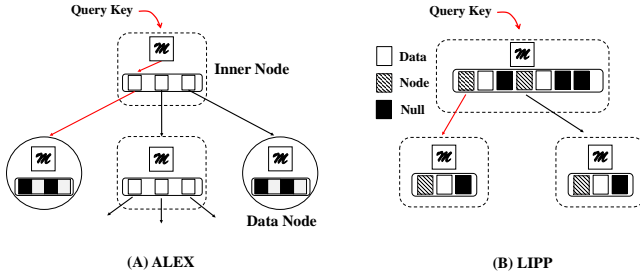 Query Key
ℳ
Inner Node
ℳ
ℳ
ℳ
Data Node
(A) ALEX
Query Key
Data
Node
Null
ℳ
ℳ
ℳ
(B) LIPP